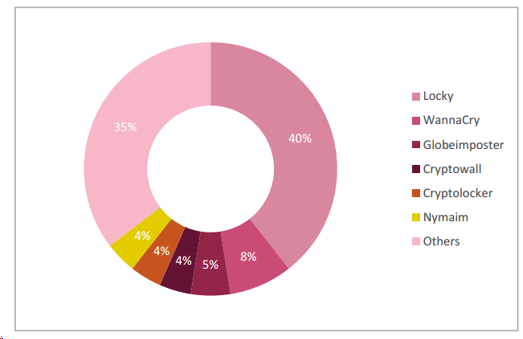 40%
8%
5%
4%
4%
4%
35%
Locky
WannaCry
Globeimposter
Cryptowall
Cryptolocker
Nymaim
Others